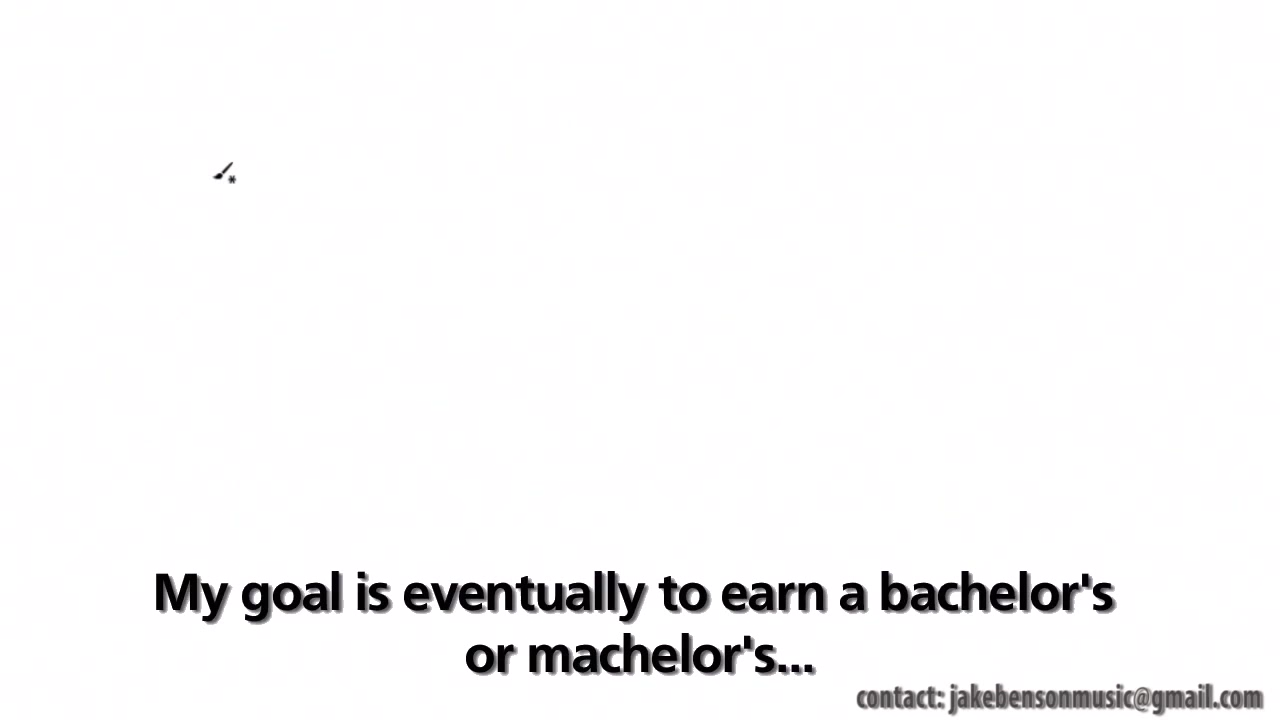 My goal is eventually to earn a bachelor's
or machelor's...
contact: jakebensonmusic@gmail.com